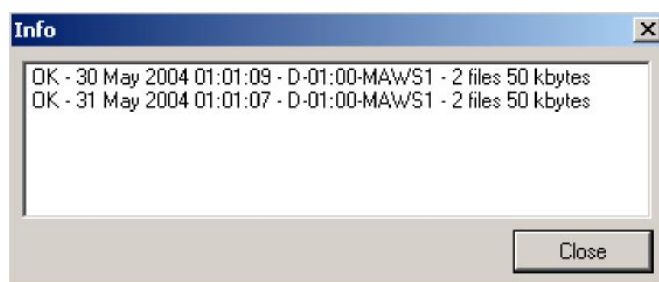 Info
OK - 30 May 2004 01:01:09 - D-01:00-MAWS1 - 2 files 50 kbytes
OK - 31 May 2004 01:01:07 - D-01:00-MAWS1 - 2 files 50 kbytes
Close